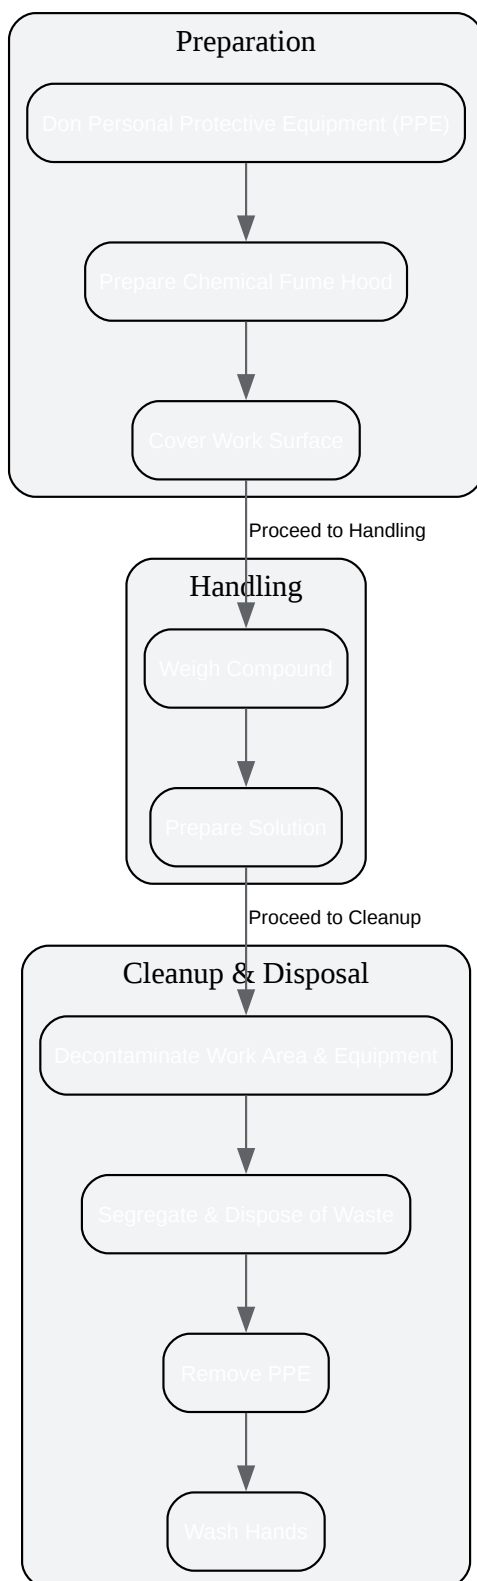 Preparation
Don Personal Protective Equipment (PPE)
Prepare Chemical Fume Hood
Cover Work Surface
Proceed to Handling
Handling
Weigh Compound
Prepare Solution
Proceed to Cleanup
Cleanup & Disposal
Decontaminate Work Area & Equipment
Segregate & Dispose of Waste
Remove PPE
Wash Hands